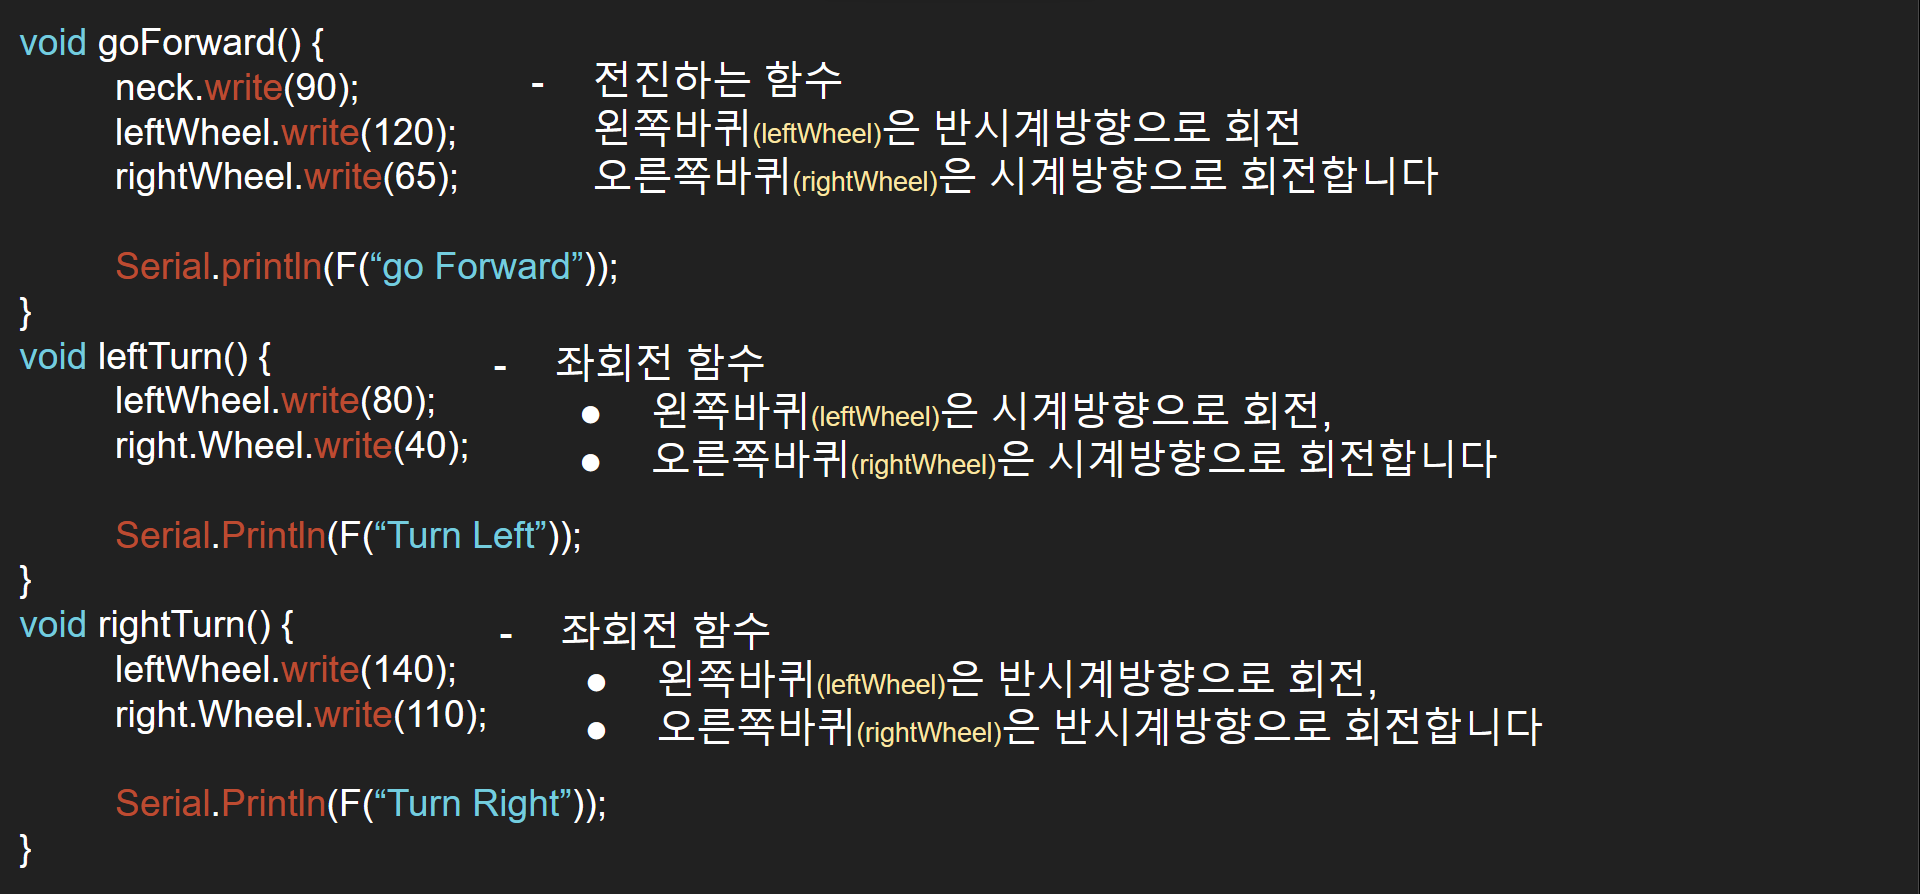 void goForward() {
neck.write(90);
leftWheel.write(120);
rightWheel.write(65);
- 전진하는 함수
왼쪽바퀴(leftWheel)은 반시계방향으로 회전
오른쪽바퀴(rightWheel)은 시계방향으로 회전합니다
Serial.println(F(“go Forward”));
}
void leftTurn() {
leftWheel.write(80);
right.Wheel.write(40);
- 좌회전 함수
● 왼쪽바퀴(leftWheel)은 시계방향으로 회전,
● 오른쪽바퀴(rightWheel)은 시계방향으로 회전합니다
Serial.Println(F(“Turn Left”));
}
void rightTurn() {
leftWheel.write(140);
right.Wheel.write(110);
- 좌회전 함수
● 왼쪽바퀴(leftWheel)은 반시계방향으로 회전,
● 오른쪽바퀴(rightWheel)은 반시계방향으로 회전합니다
Serial.Println(F(“Turn Right”));
}